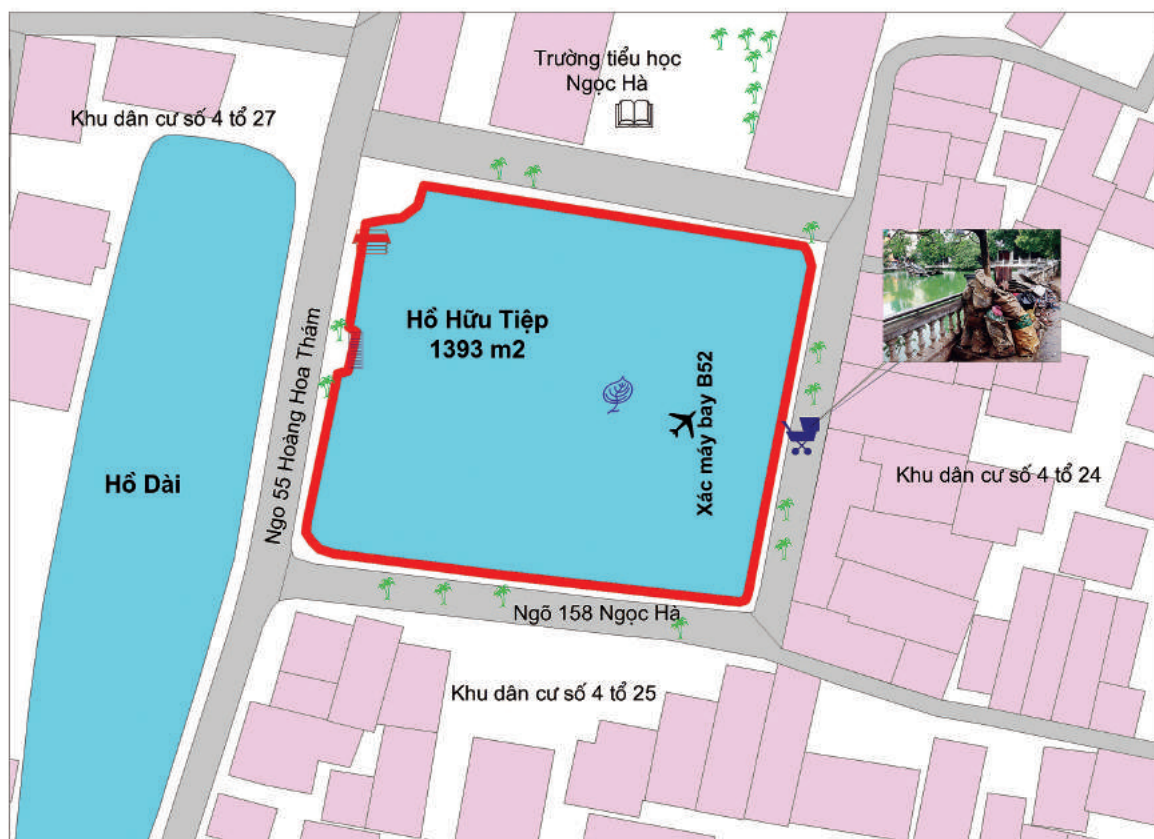 Trường tiểu học
Ngọc Hà
Khu dân cư số 4 tổ 27
Hồ Hữu Tiệp
1393 m2
Ngo 55 Hoàng Hoa Thám
Xác máy bay B52
Hồ Dài
Khu dân cư số 4 tổ 24
Ngõ 158 Ngọc Hà
Khu dân cư số 4 tổ 25